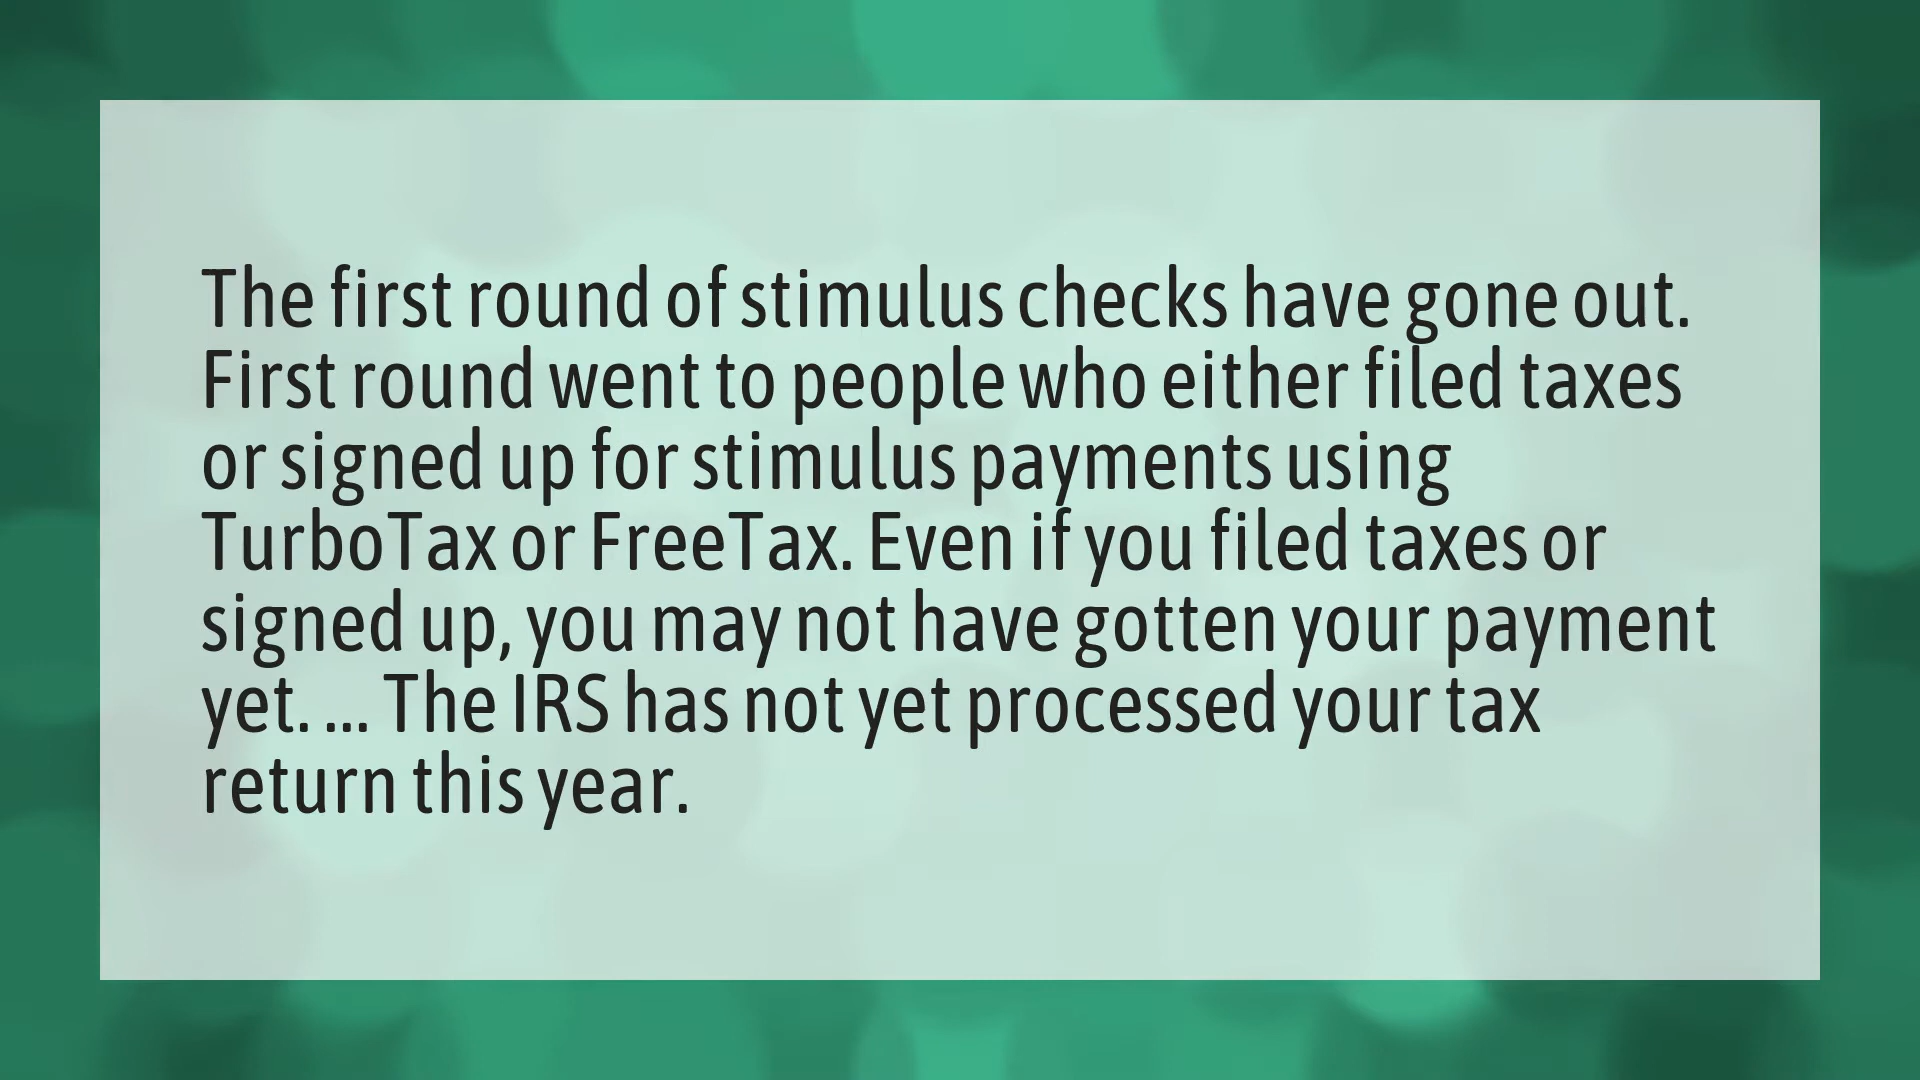 The first round of stimulus checks have gone out.
First round went to people who either filed taxes
or signed up for stimulus payments using
TurboTax or FreeTax. Even if you filed taxes or
signed up, you may not have gotten your payment
yet. ... The IRS has not yet processed your tax
return this year.